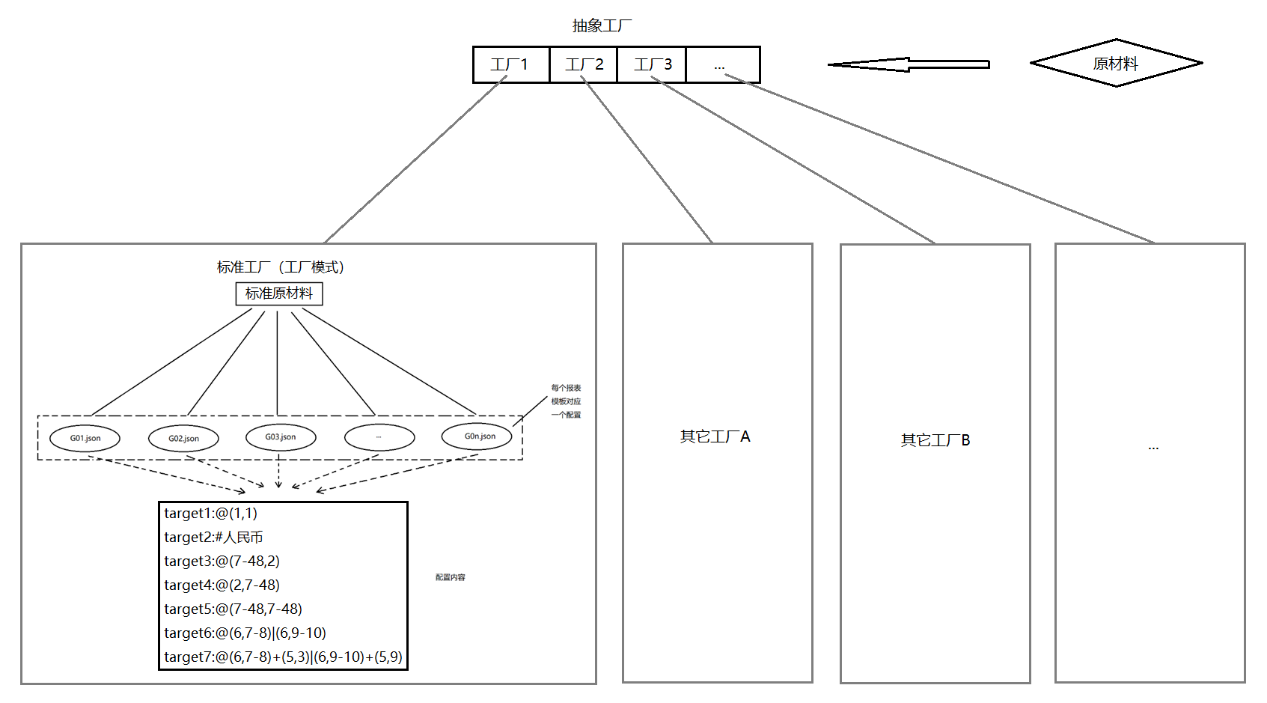 抽象工厂
工厂1
工厂2
工厂3
...
原材料
标准工厂（工厂模式）
标准原材料
每个报表
模板对应
一个配置
G01.json
G02.json
G03.json
...
G0n.json
target1:@(1,1)
target2:#人民币
target3:@(7-48,2)
target4:@(2,7-48)
target5:@(7-48,7-48)
target6:@(6,7-8)|(6,9-10)
target7:@(6,7-8)+(5,3)|(6,9-10)+(5,9)
配置内容
其它工厂A
其它工厂B
...